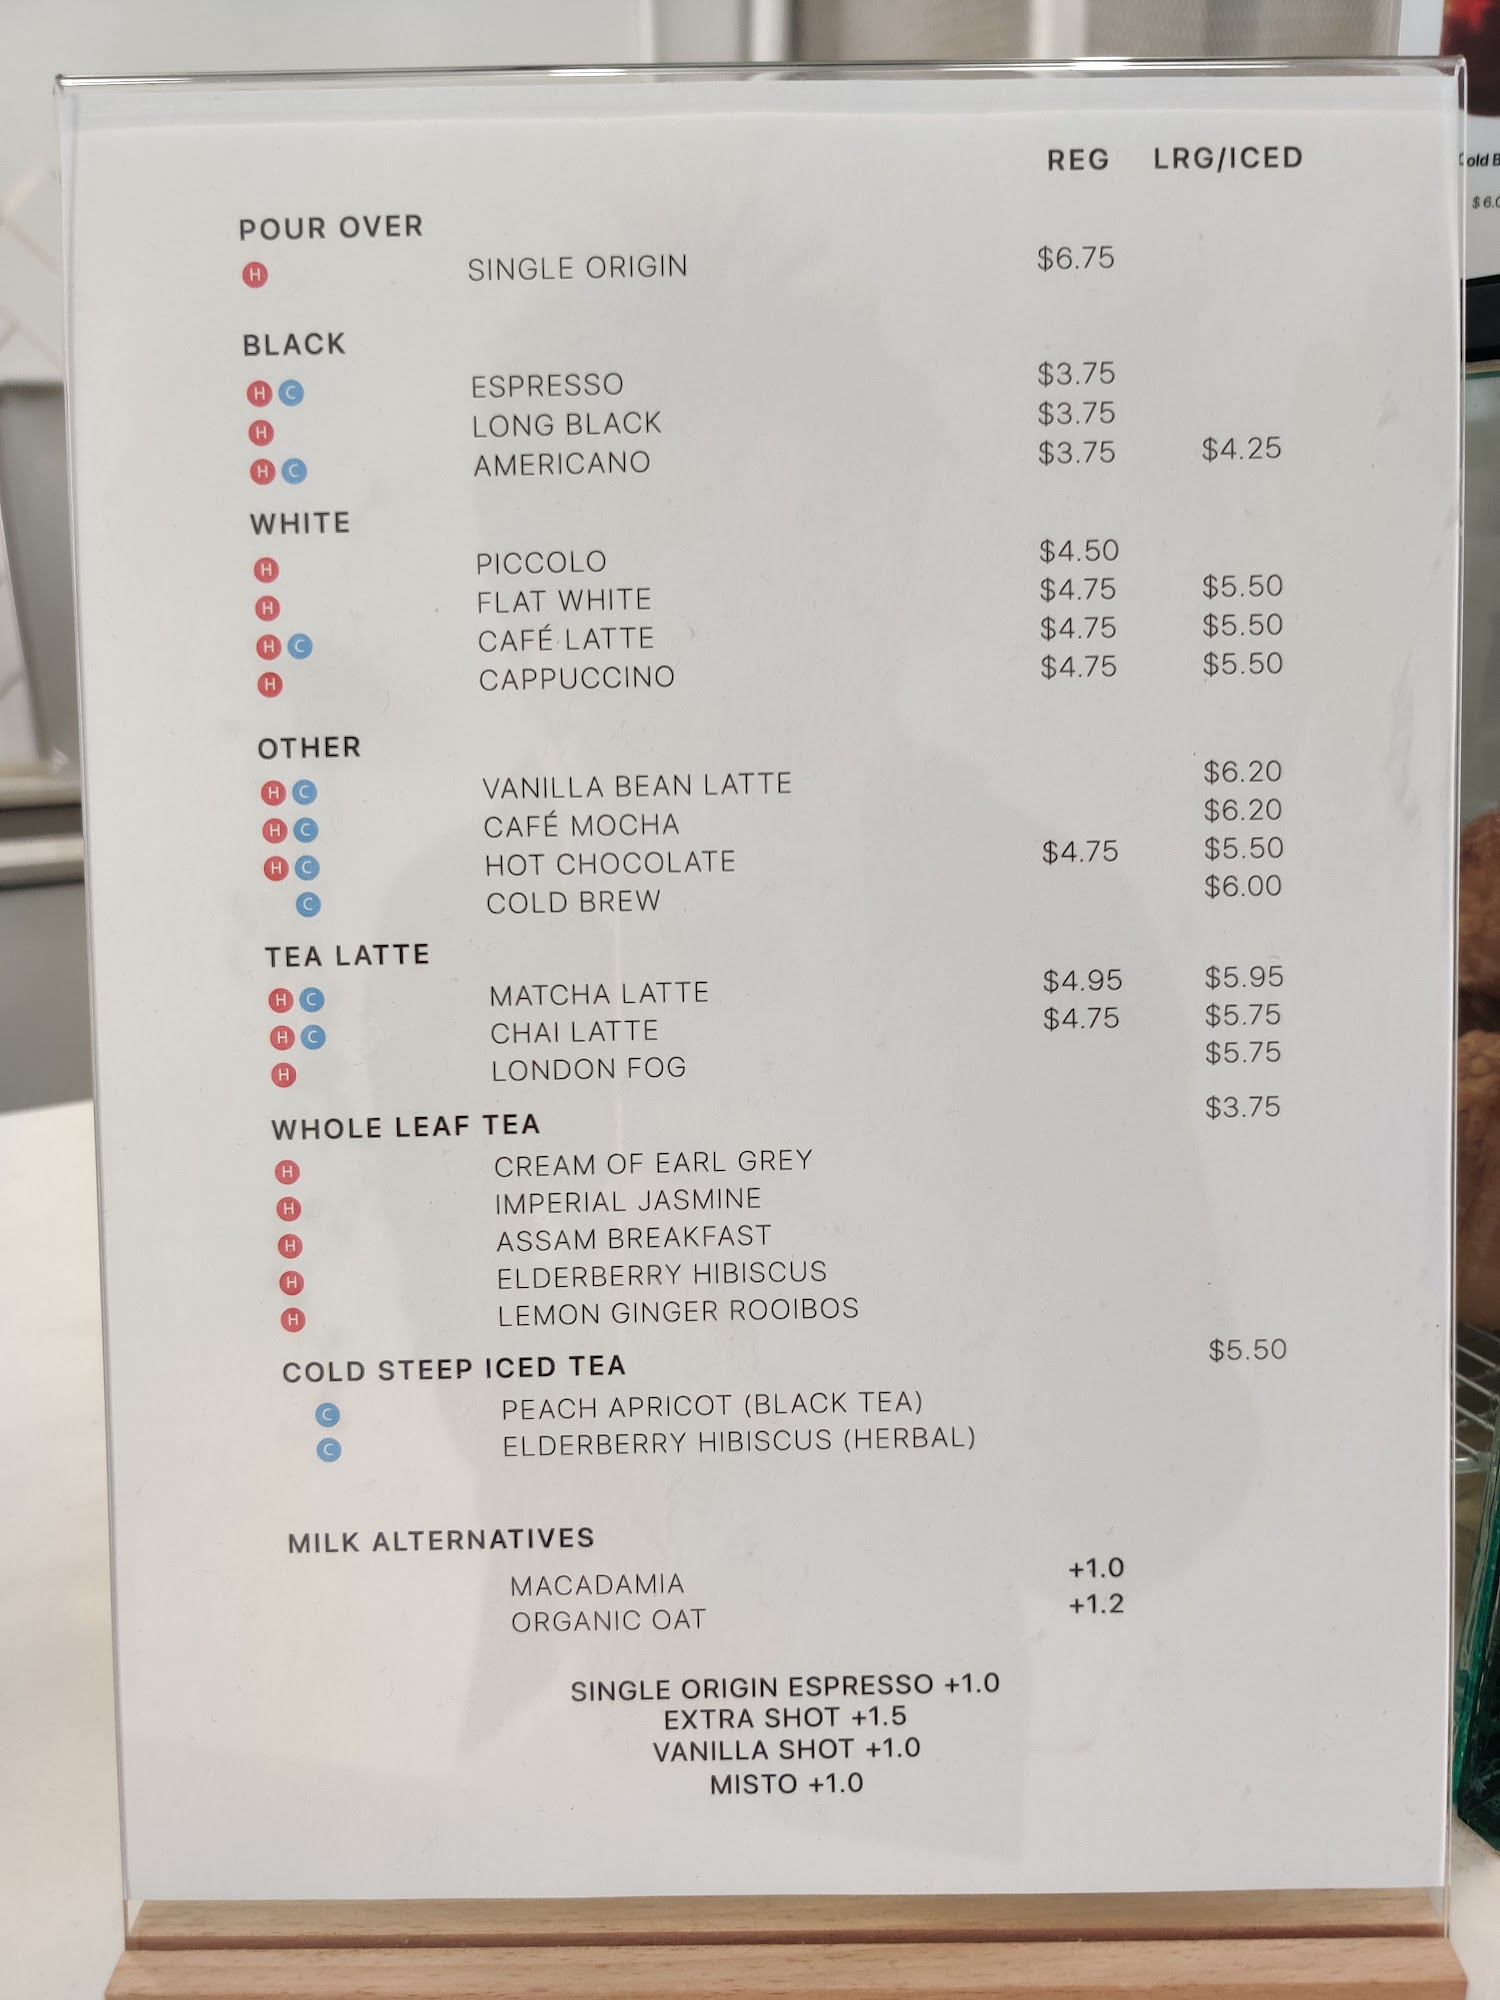 REG LRG/ICED
POUR OVER
H SINGLE ORIGIN $6.75
BLACK
H C ESPRESSO $3.75
H LONG BLACK $3.75
H C AMERICANO $3.75 $4.25
WHITE
H PICCOLO $4.50
H FLAT WHITE $4.75 $5.50
H C CAFÉ LATTE $4.75 $5.50
H CAPPUCCINO $4.75 $5.50
OTHER
H C VANILLA BEAN LATTE $6.20
H C CAFÉ MOCHA $6.20
H C HOT CHOCOLATE $4.75 $5.50
C COLD BREW $6.00
TEA LATTE
H C MATCHA LATTE $4.95 $5.95
H C CHAI LATTE $4.75 $5.75
H LONDON FOG $5.75
WHOLE LEAF TEA $3.75
H CREAM OF EARL GREY
H IMPERIAL JASMINE
H ASSAM BREAKFAST
H ELDERBERRY HIBISCUS
H LEMON GINGER ROOIBOS
COLD STEEP ICED TEA $5.50
C PEACH APRICOT (BLACK TEA)
C ELDERBERRY HIBISCUS (HERBAL)
MILK ALTERNATIVES
MACADAMIA +1.0
ORGANIC OAT +1.2
SINGLE ORIGIN ESPRESSO +1.0
EXTRA SHOT +1.5
VANILLA SHOT +1.0
MISTO +1.0